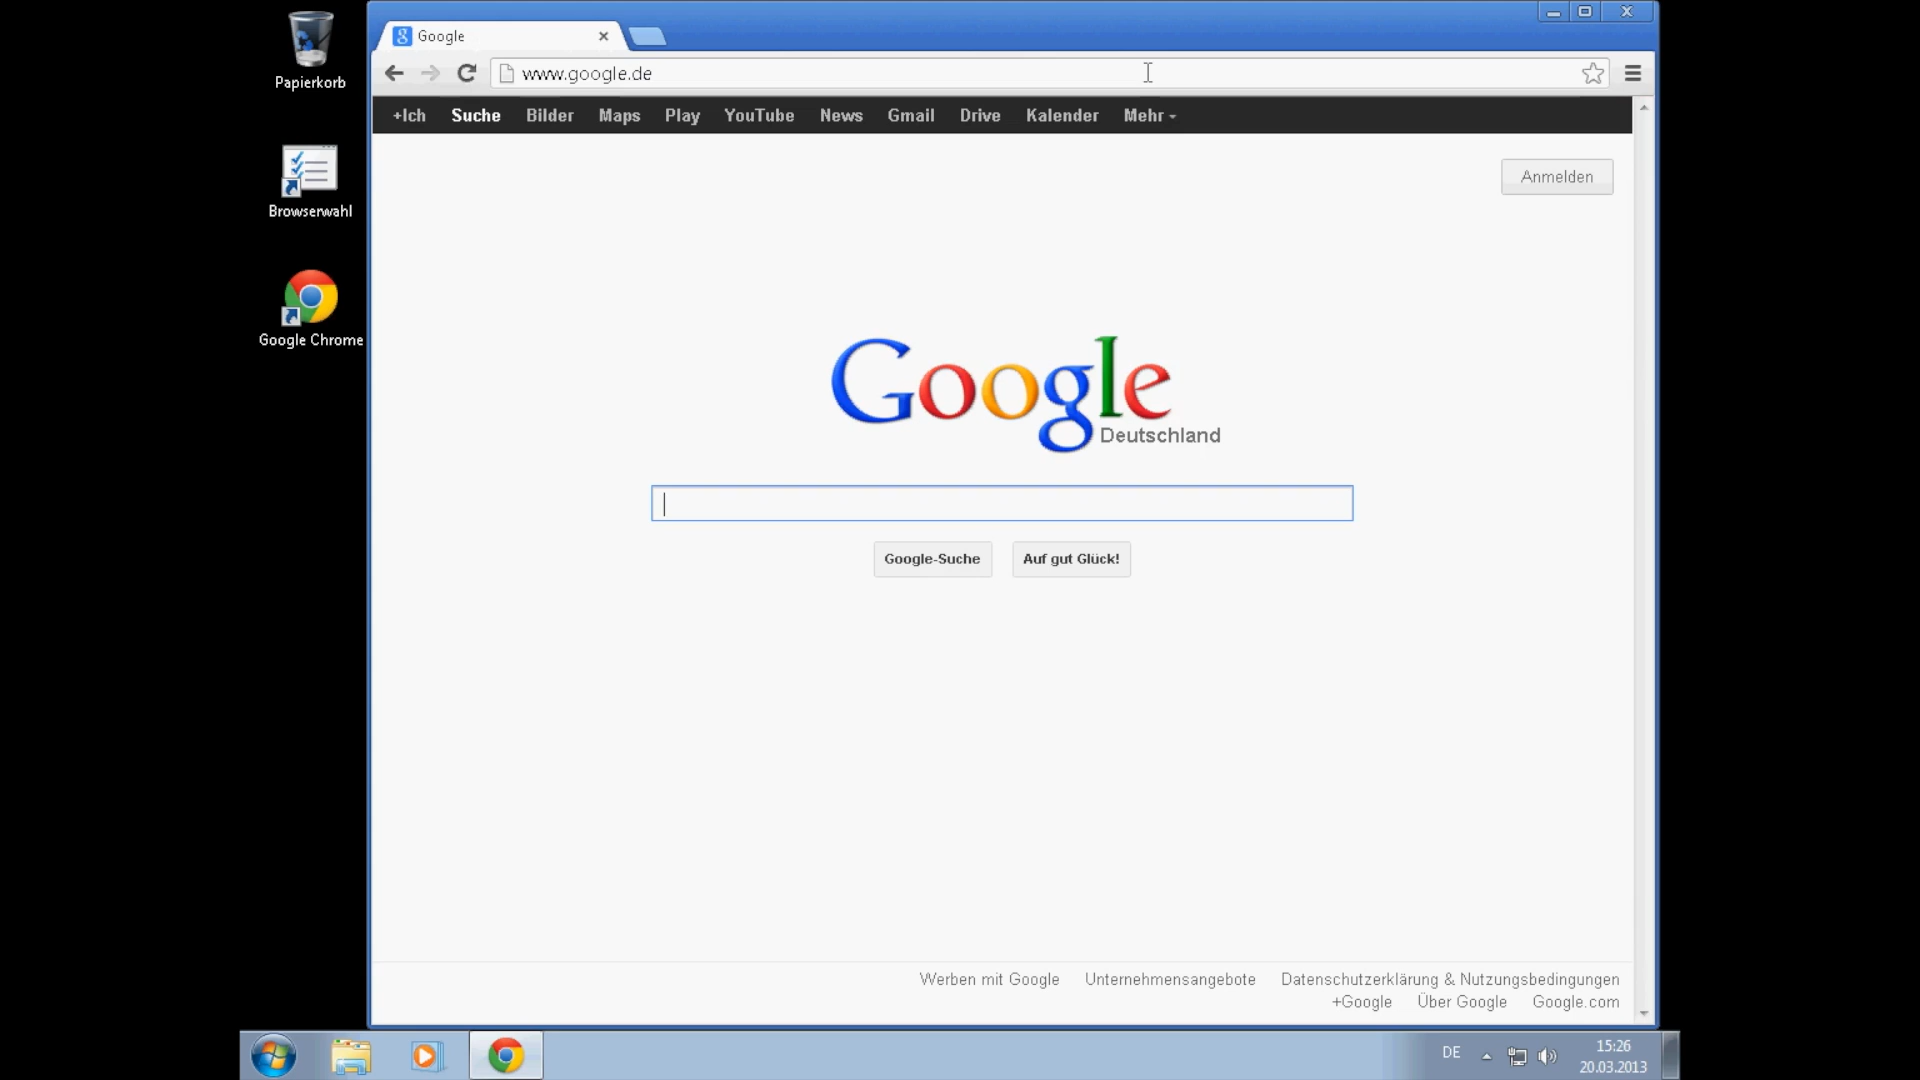 Papierkorb
Browserwahl
Google Chrome
Google
www.google.de
+Ich Suche Bilder Maps Play YouTube News Gmail Drive Kalender Mehr
Anmelden
Google
Deutschland
Google-Suche Auf gut Glück!
Werben mit Google Unternehmensangebote Datenschutzerklärung & Nutzungsbedingungen
+Google Über Google Google.com
DE
15:26
20.03.2013